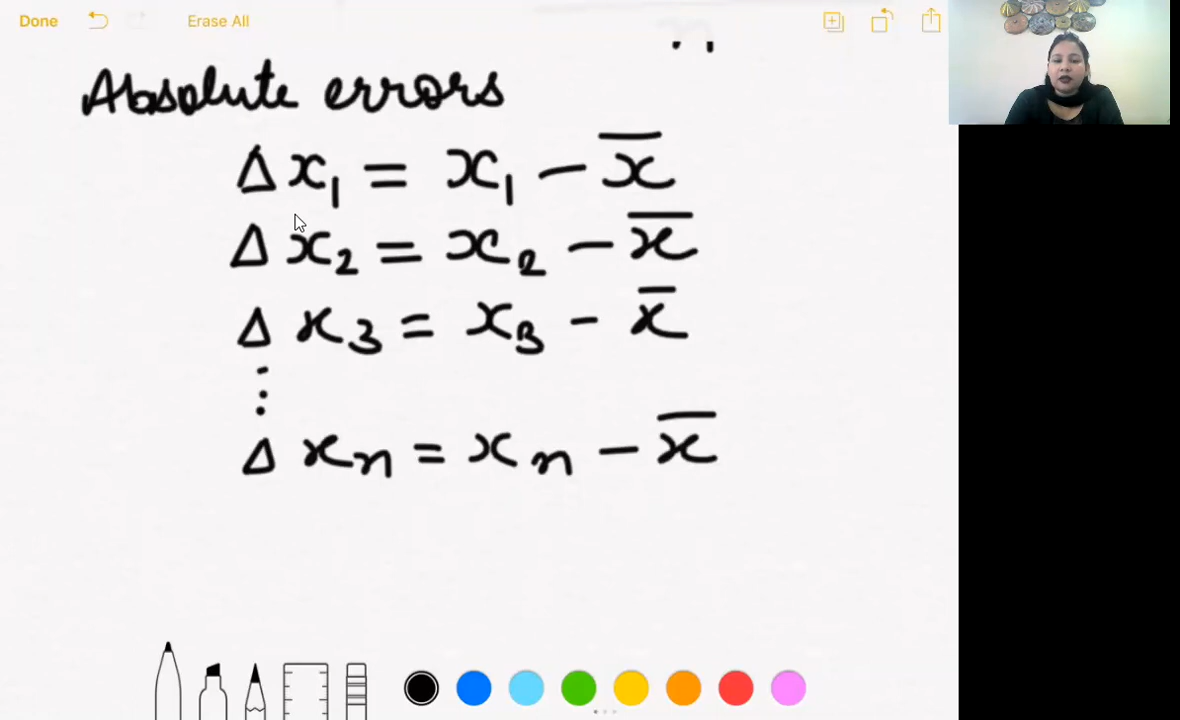 Done Erase All
Absolute errors
Δx₁ = x₁ − x̅
Δx₂ = x₂ − x̅
Δx₃ = x₃ − x̅
⋮
Δxₙ = xₙ − x̅